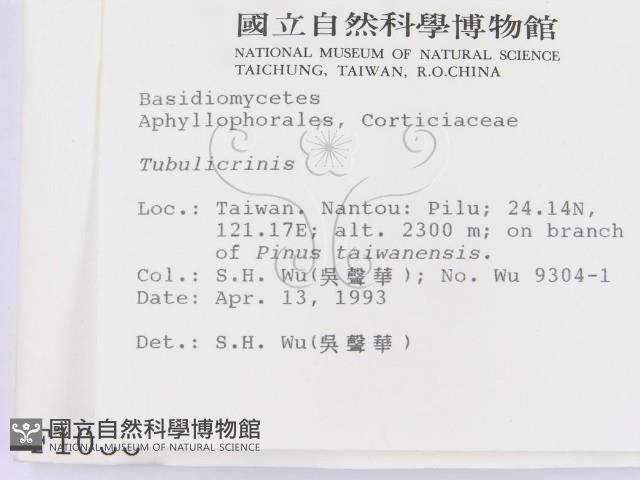 國立自然科學博物館
NATIONAL MUSEUM OF NATURAL SCIENCE
TAICHUNG, TAIWAN, R.O.CHINA
Basidiomycetes
Aphyllophorales, Corticiaceae
Tubulicrinis
Loc.: Taiwan. Nantou: Pilu; 24.14N,
121.17E; alt. 2300 m; on branch
of Pinus taiwanensis.
Col.: S.H. Wu(吳聲華); No. Wu 9304-1
Date: Apr. 13, 1993
Det.: S.H. Wu(吳聲華)
國立自然科學博物館
NATIONAL MUSEUM OF NATURAL SCIENCE